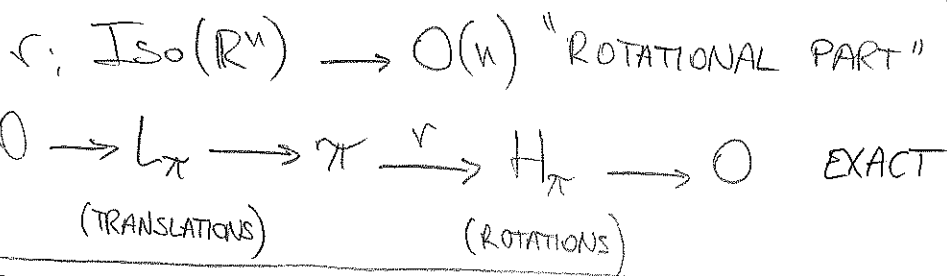 r: Iso(ℝⁿ) → O(n) "ROTATIONAL PART"
0 → L_π → π —r→ H_π → 0 EXACT
(TRANSLATIONS) (ROTATIONS)